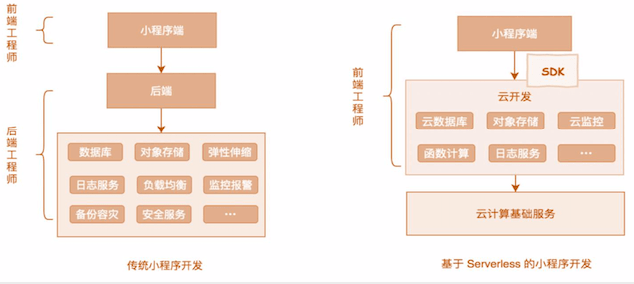 前端工程师
小程序端
后端
后端工程师
数据库 对象存储 弹性伸缩
日志服务 负载均衡 监控报警
备份容灾 安全服务 ...
传统小程序开发
前端工程师
小程序端
SDK
云开发
云数据库 对象存储 云监控
函数计算 日志服务 ...
云计算基础服务
基于 Serverless 的小程序开发